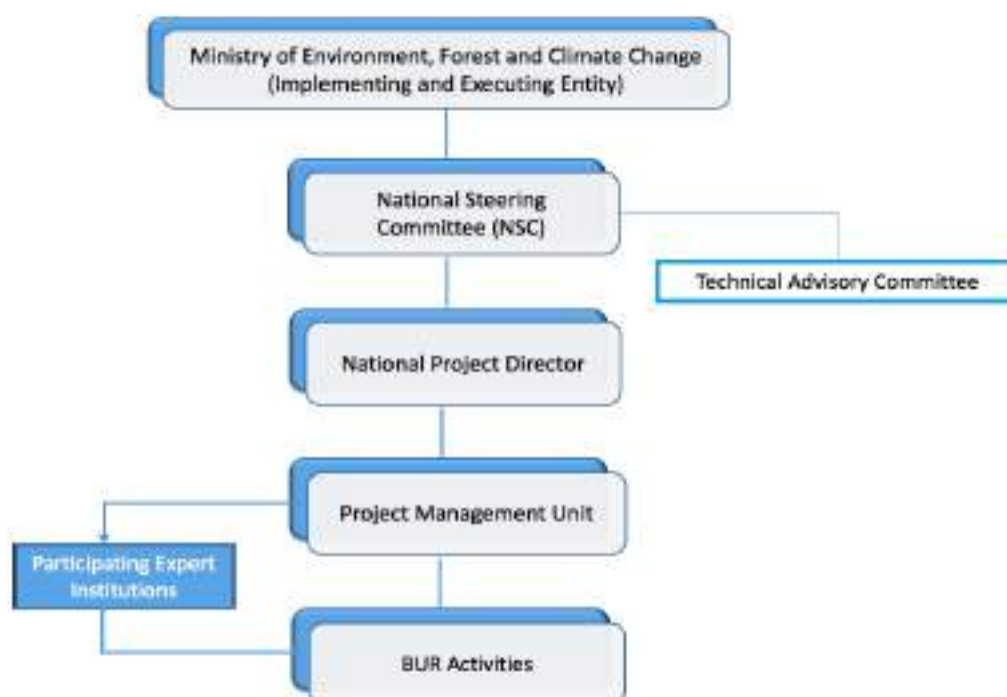 Ministry of Environment, Forest and Climate Change
(Implementing and Executing Entity)
National Steering
Committee (NSC)
Technical Advisory Committee
National Project Director
Project Management Unit
Participating Expert
Institutions
BUR Activities